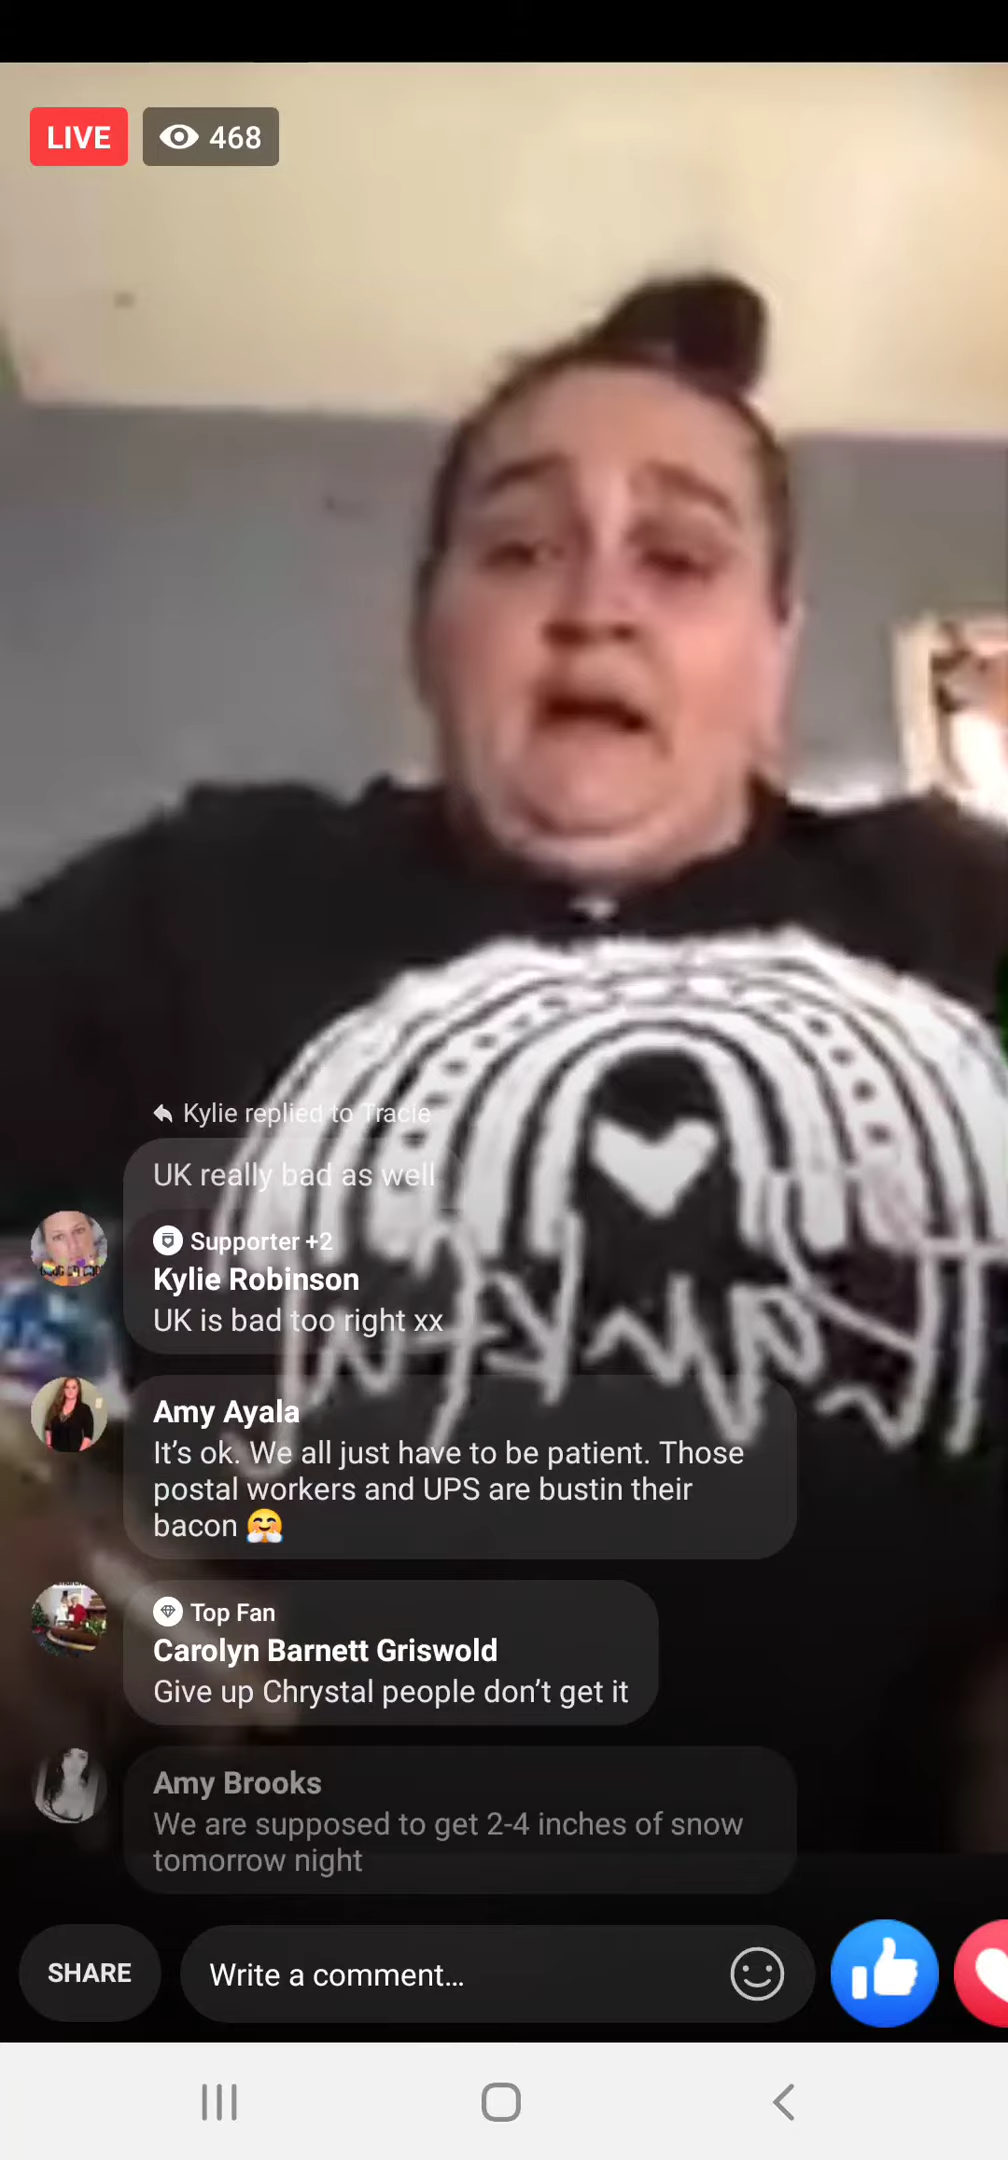 LIVE
468
Kylie replied to Tracie
UK really bad as well
Supporter +2
Kylie Robinson
UK is bad too right xx
Amy Ayala
It's ok. We all just have to be patient. Those
postal workers and UPS are bustin their
bacon 🤗
Top Fan
Carolyn Barnett Griswold
Give up Chrystal people don't get it
Amy Brooks
We are supposed to get 2-4 inches of snow
tomorrow night
SHARE
Write a comment...